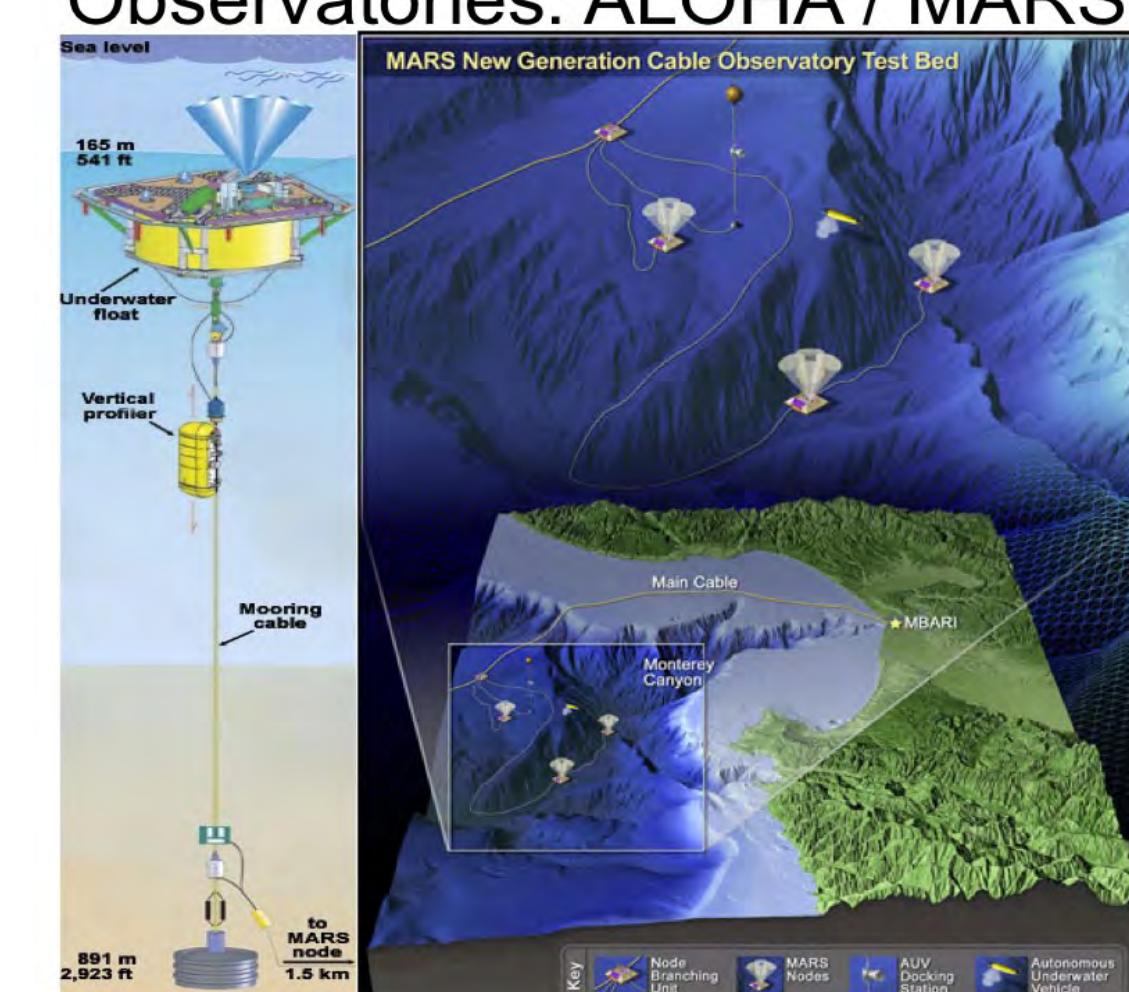 Observatories: ALOHA / MARS
Sea level
165 m
541 ft
Underwater
float
Vertical
profiler
Mooring
cable
to
MARS
node
1.5 km
891 m
2,923 ft
MARS New Generation Cable Observatory Test Bed
Main Cable
MBARI
Monterey
Canyon
Key
Node
Branching
Unit
MARS
Nodes
AUV
Docking
Station
Autonomous
Underwater
Vehicle